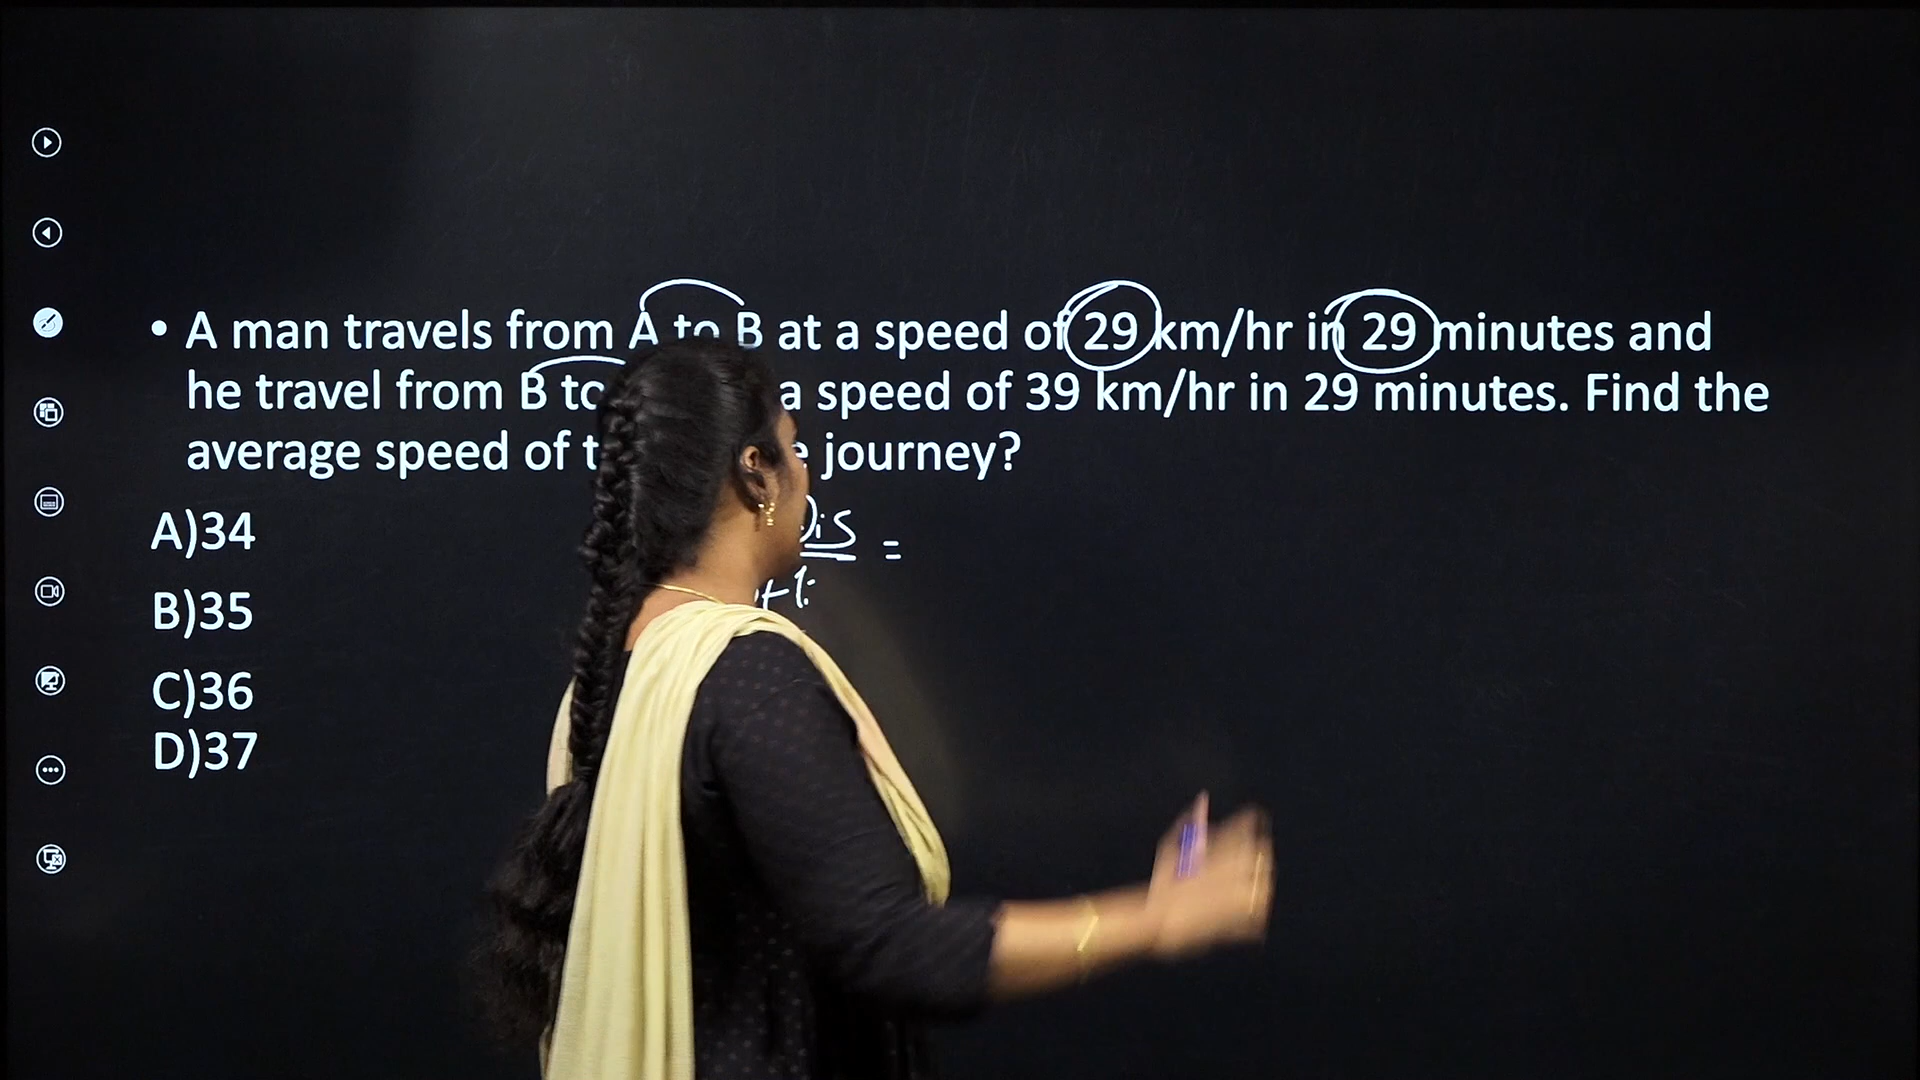 • A man travels from A to B at a speed of 29 km/hr in 29 minutes and
he travel from B to a speed of 39 km/hr in 29 minutes. Find the
average speed of journey?
A)34
B)35
C)36
D)37
Dis =